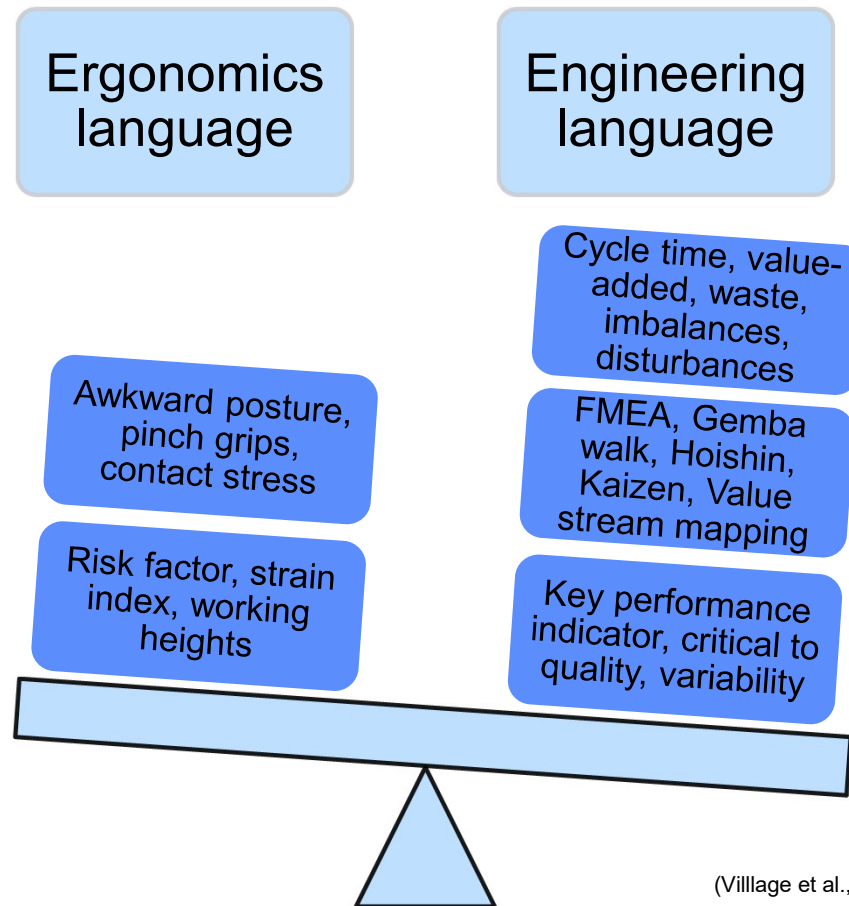 Ergonomics
language
Engineering
language
Cycle time, value-
added, waste,
imbalances,
disturbances
Awkward posture,
pinch grips,
contact stress
FMEA, Gemba
walk, Hoishin,
Kaizen, Value
stream mapping
Risk factor, strain
index, working
heights
Key performance
indicator, critical to
quality, variability
(Villlage et al.,